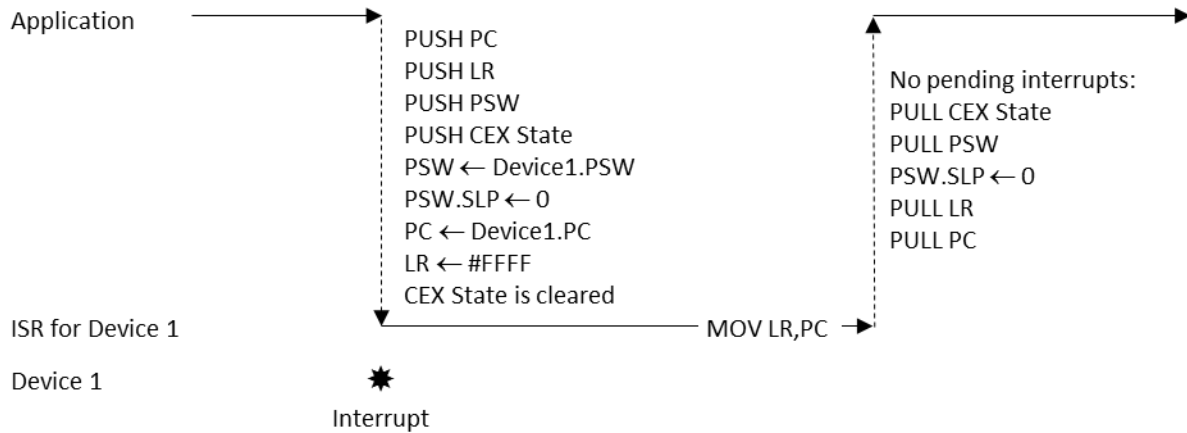 Application
PUSH PC
PUSH LR
PUSH PSW
PUSH CEX State
PSW ← Device1.PSW
PSW.SLP ← 0
PC ← Device1.PC
LR ← #FFFF
CEX State is cleared
No pending interrupts:
PULL CEX State
PULL PSW
PSW.SLP ← 0
PULL LR
PULL PC
ISR for Device 1
MOV LR,PC
Device 1
Interrupt